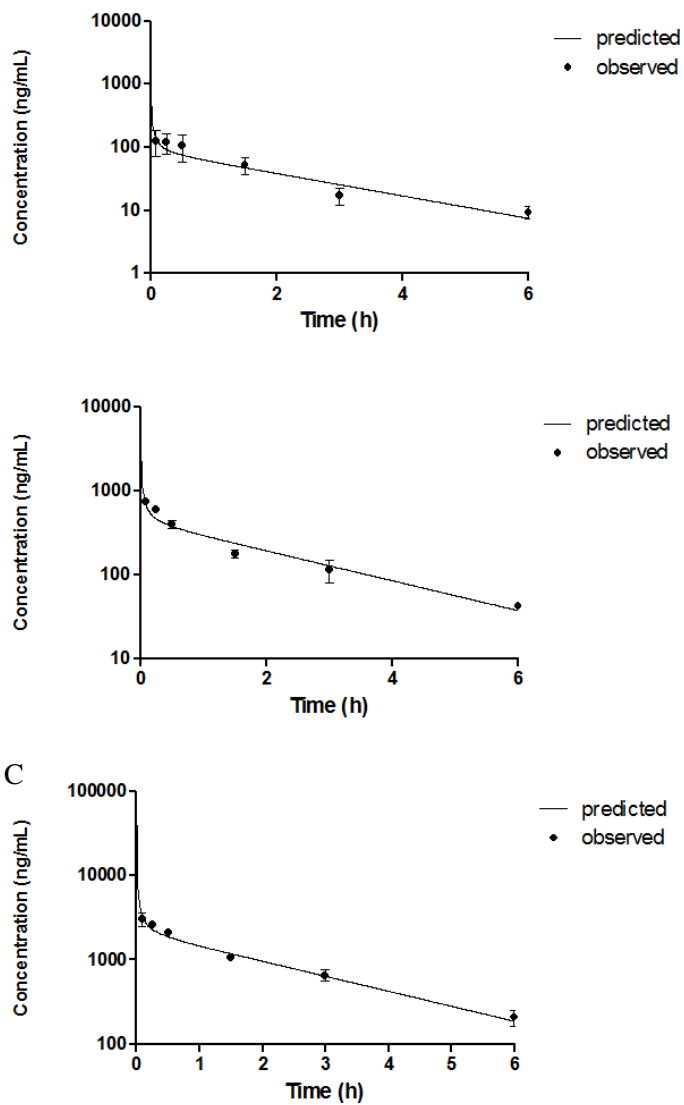 10000
predicted
observed
1000
100
10
1
Concentration (ng/mL)
0 2 4 6
Time (h)
10000
predicted
observed
1000
100
10
Concentration (ng/mL)
0 2 4 6
Time (h)
C
100000
predicted
observed
10000
1000
100
Concentration (ng/mL)
0 1 2 3 4 5 6
Time (h)